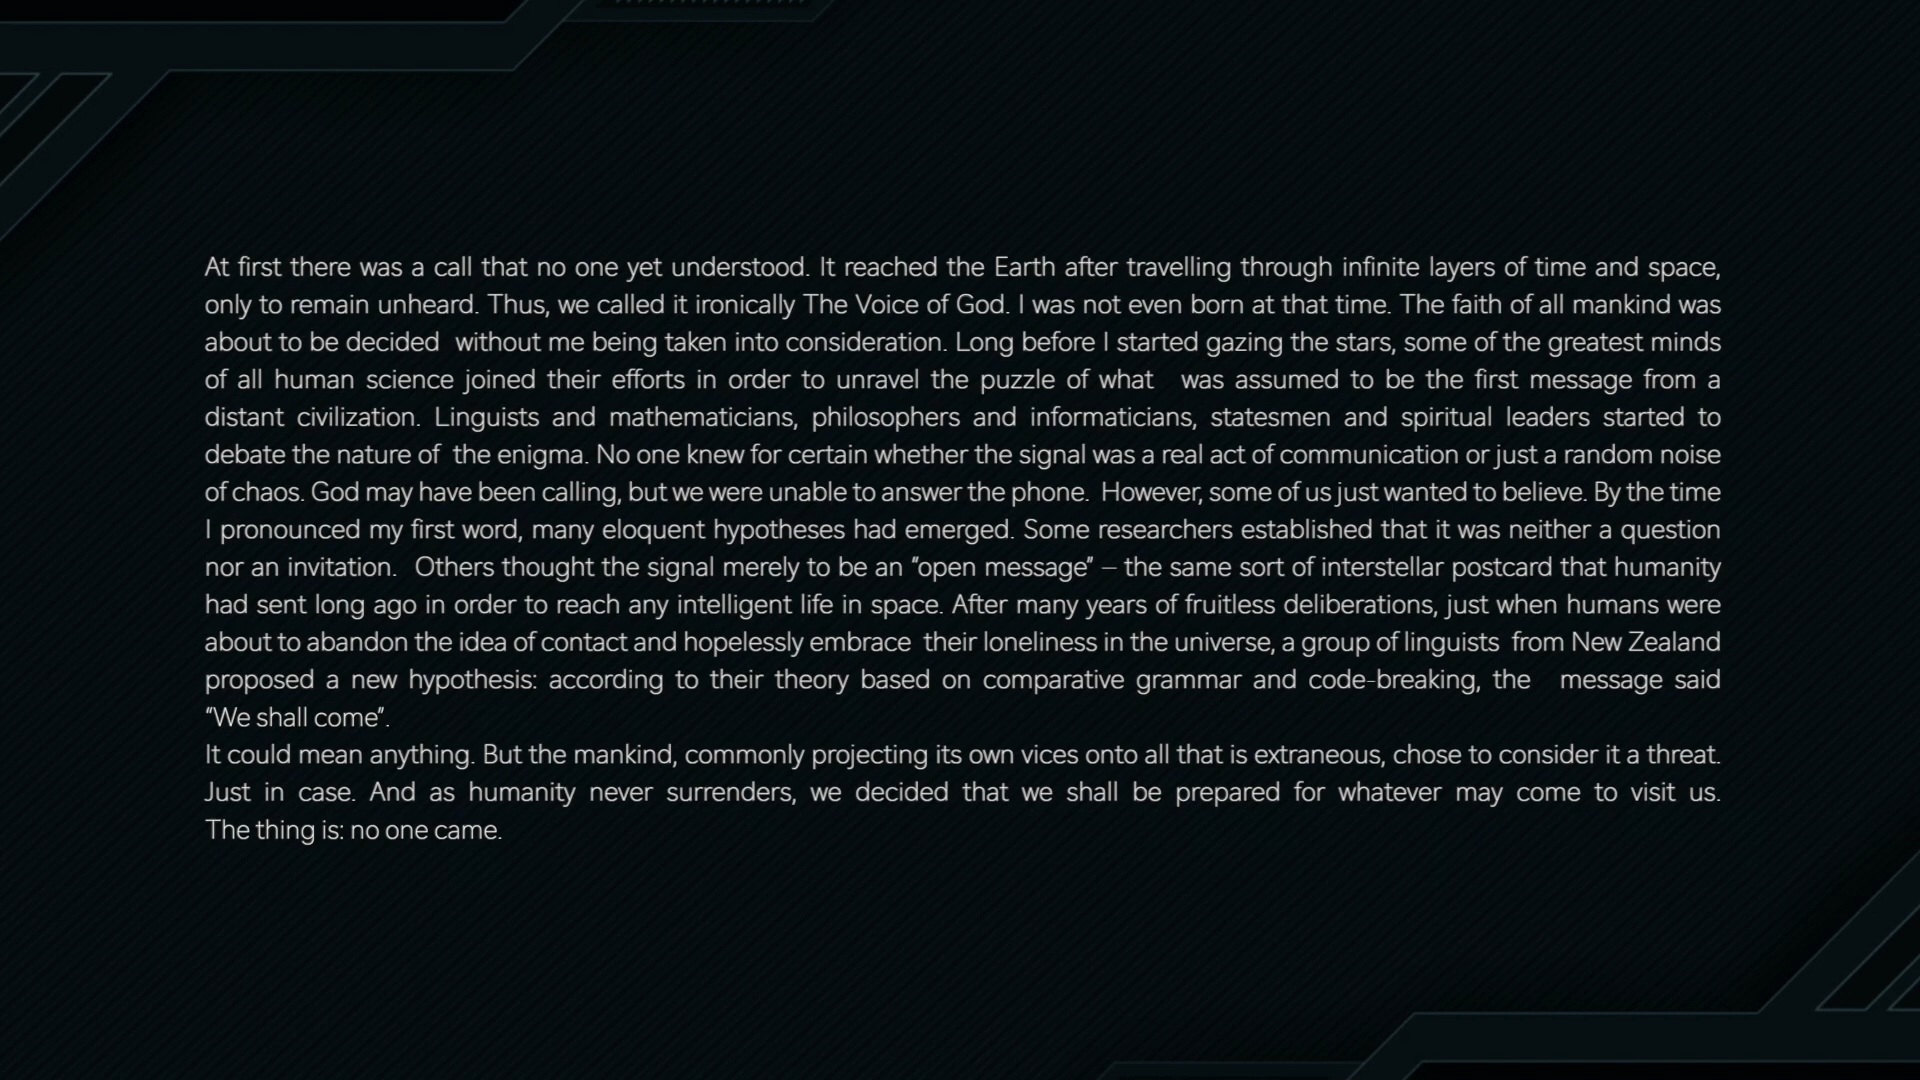 At first there was a call that no one yet understood. It reached the Earth after travelling through infinite layers of time and space,
only to remain unheard. Thus, we called it ironically The Voice of God. I was not even born at that time. The faith of all mankind was
about to be decided  without me being taken into consideration. Long before I started gazing the stars, some of the greatest minds
of all human science joined their efforts in order to unravel the puzzle of what  was assumed to be the first message from a
distant civilization. Linguists and mathematicians, philosophers and informaticians, statesmen and spiritual leaders started to
debate the nature of  the enigma. No one knew for certain whether the signal was a real act of communication or just a random noise
of chaos. God may have been calling, but we were unable to answer the phone.  However, some of us just wanted to believe. By the time
I pronounced my first word, many eloquent hypotheses had emerged. Some researchers established that it was neither a question
nor an invitation.  Others thought the signal merely to be an “open message” – the same sort of interstellar postcard that humanity
had sent long ago in order to reach any intelligent life in space. After many years of fruitless deliberations, just when humans were
about to abandon the idea of contact and hopelessly embrace  their loneliness in the universe, a group of linguists  from New Zealand
proposed a new hypothesis: according to their theory based on comparative grammar and code-breaking, the  message said
“We shall come”.
It could mean anything. But the mankind, commonly projecting its own vices onto all that is extraneous, chose to consider it a threat.
Just in case. And as humanity never surrenders, we decided that we shall be prepared for whatever may come to visit us.
The thing is: no one came.